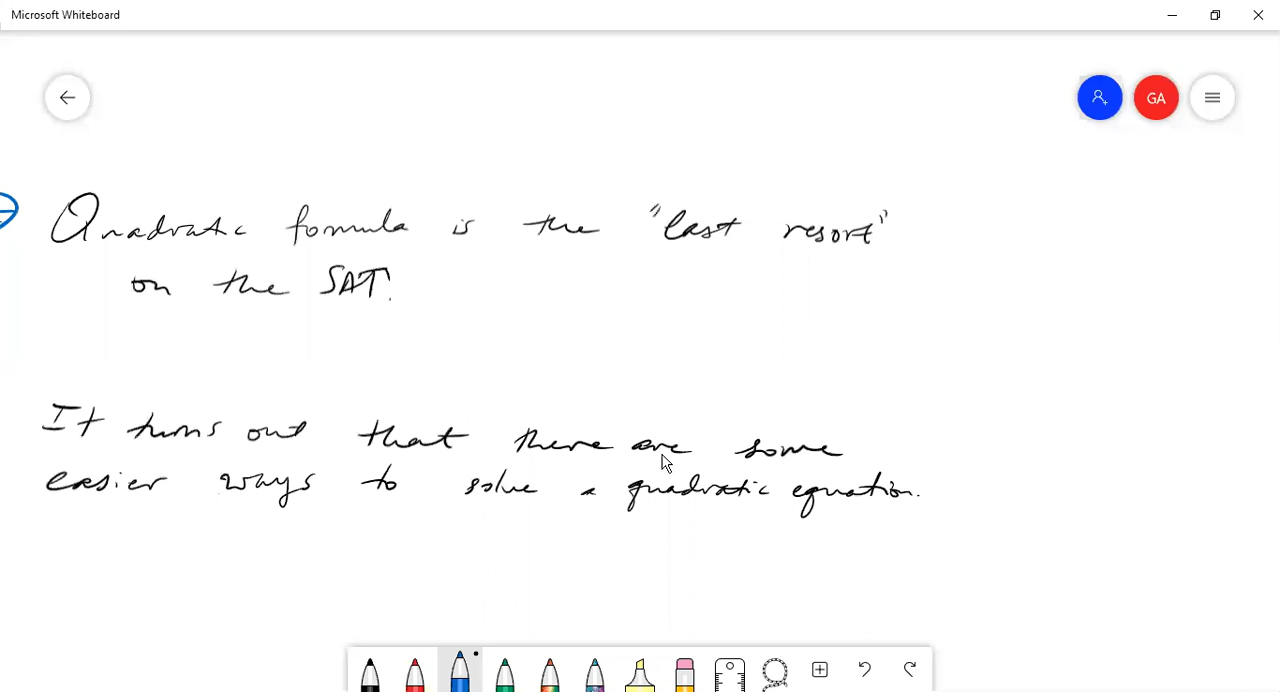 Microsoft Whiteboard
GA
Quadratic formula is the "last resort"
on the SAT.
It turns out that there are some
easier ways to solve a quadratic equation.